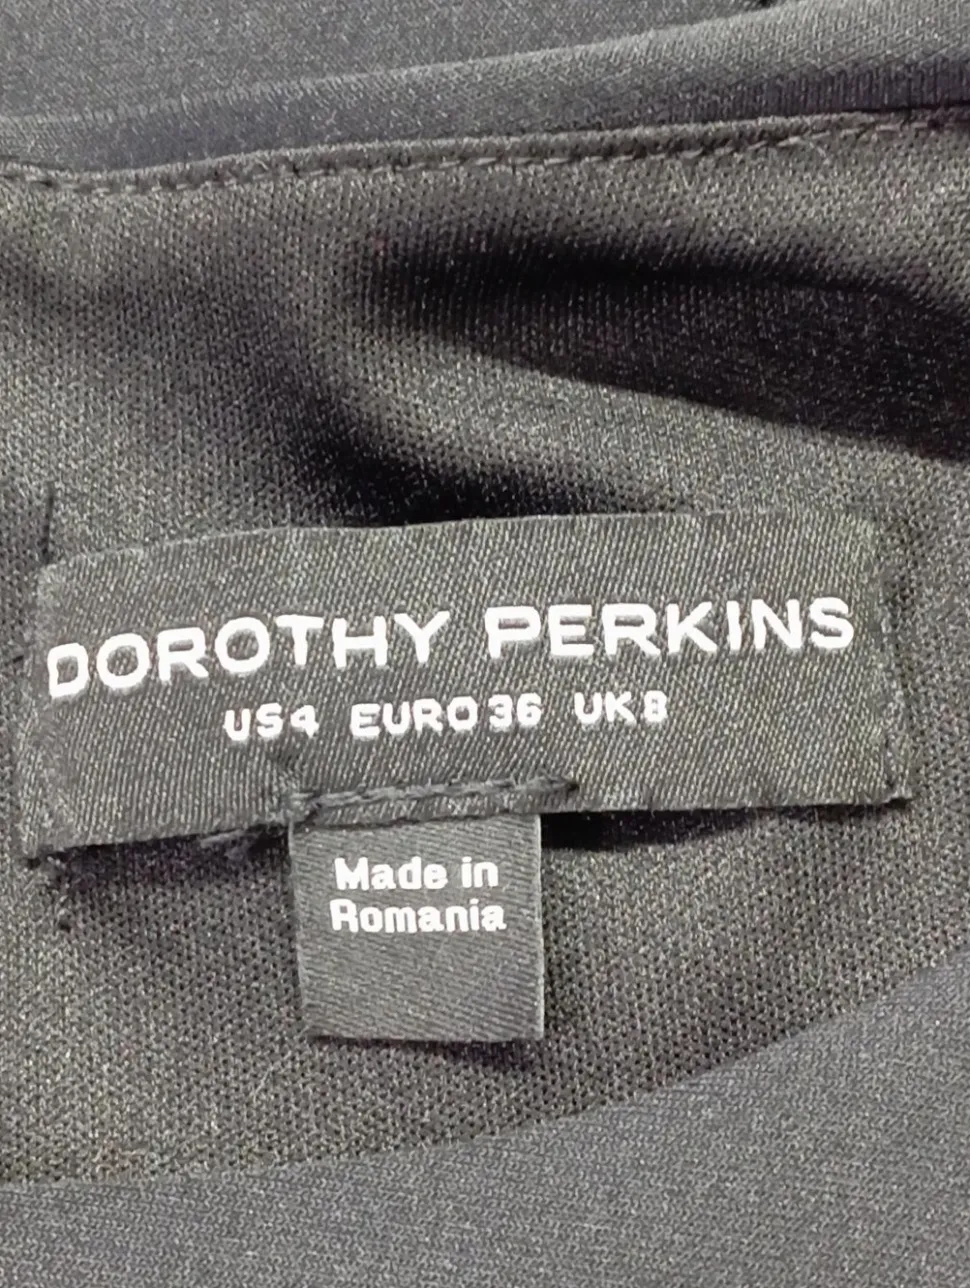 DOROTHY PERKINS
US4 EURO36 UK8
Made in
Romania